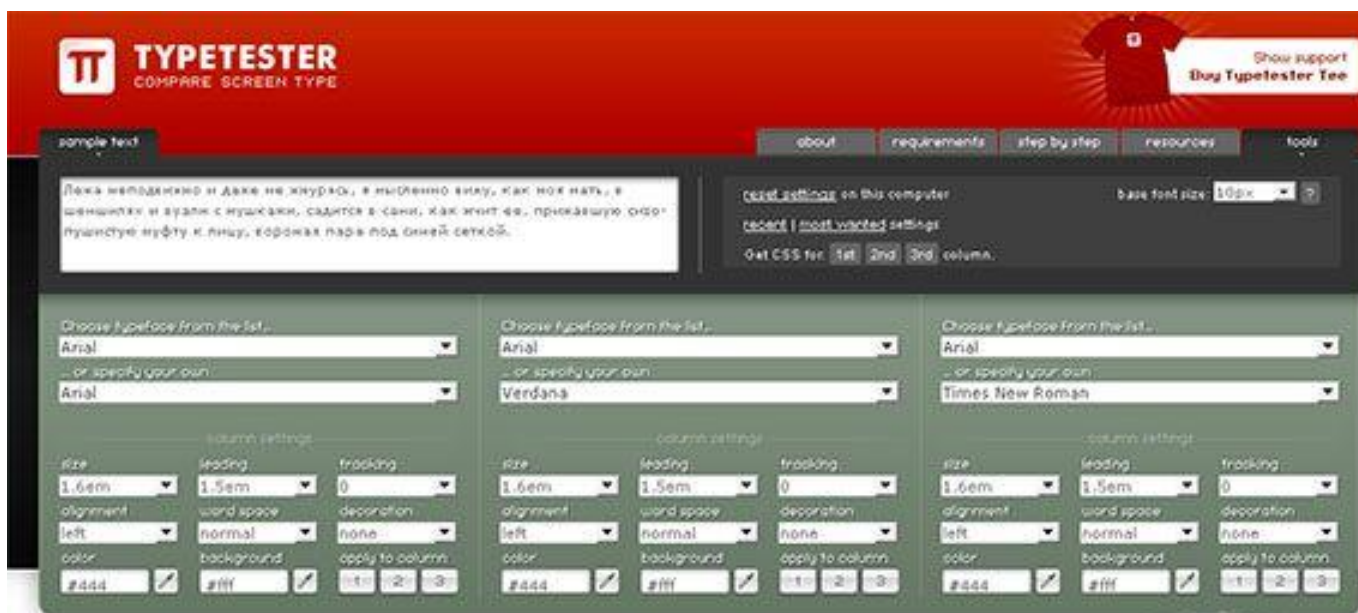 TYPETESTER
COMPARE SCREEN TYPE
Show support
Buy Typetester Tee
sample text
about requirements step by step resources tools
Лежа неподвижно и даже не жмурясь, я мысленно вижу, как моя мать, в
шеншилях и вуали с мушками, садится в сани, как мчит ее, прижавшую сизо-
пушистую муфту к лицу, вороная пара под синей сеткой.
reset settings on this computer
base font size: 10px ?
recent | most wanted settings
Get CSS for: 1st 2nd 3rd column.
Choose typeface from the list... Choose typeface from the list... Choose typeface from the list...
Arial Arial Arial
... or specify your own ... or specify your own ... or specify your own
Arial Verdana Times New Roman
column settings column settings column settings
size leading tracking size leading tracking size leading tracking
1.6em 1.5em 0 1.6em 1.5em 0 1.6em 1.5em 0
alignment word space decoration alignment word space decoration alignment word space decoration
left normal none left normal none left normal none
color background apply to column color background apply to column color background apply to column
#444 #fff 1 2 3 #444 #fff 1 2 3 #444 #fff 1 2 3